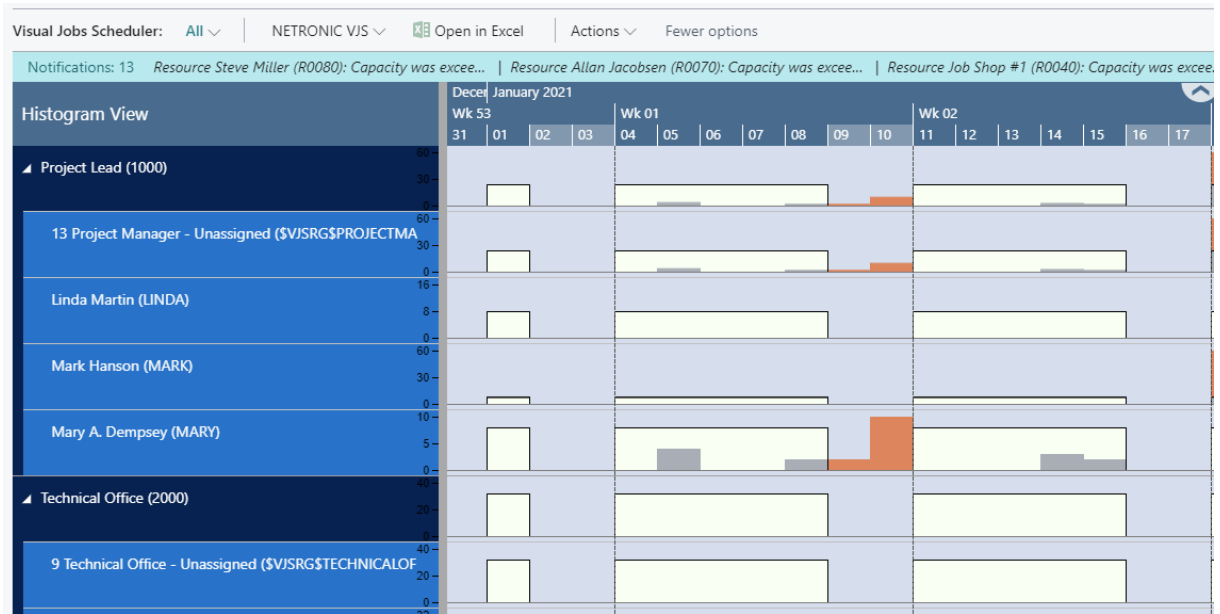 Visual Jobs Scheduler: All NETRONIC VJS Open in Excel Actions Fewer options
Notifications: 13 Resource Steve Miller (R0080): Capacity was excee... | Resource Allan Jacobsen (R0070): Capacity was excee... | Resource Job Shop #1 (R0040): Capacity was excee.
Histogram View
Decer January 2021
Wk 53 Wk 01 Wk 02
31 01 02 03 04 05 06 07 08 09 10 11 12 13 14 15 16 17
Project Lead (1000)
60
30
0
13 Project Manager - Unassigned ($VJSRG$PROJECTMA
60
30
0
Linda Martin (LINDA)
16
8
0
Mark Hanson (MARK)
60
30
0
Mary A. Dempsey (MARY)
10
5
0
Technical Office (2000)
40
20
0
9 Technical Office - Unassigned ($VJSRG$TECHNICALOF
40
20
0